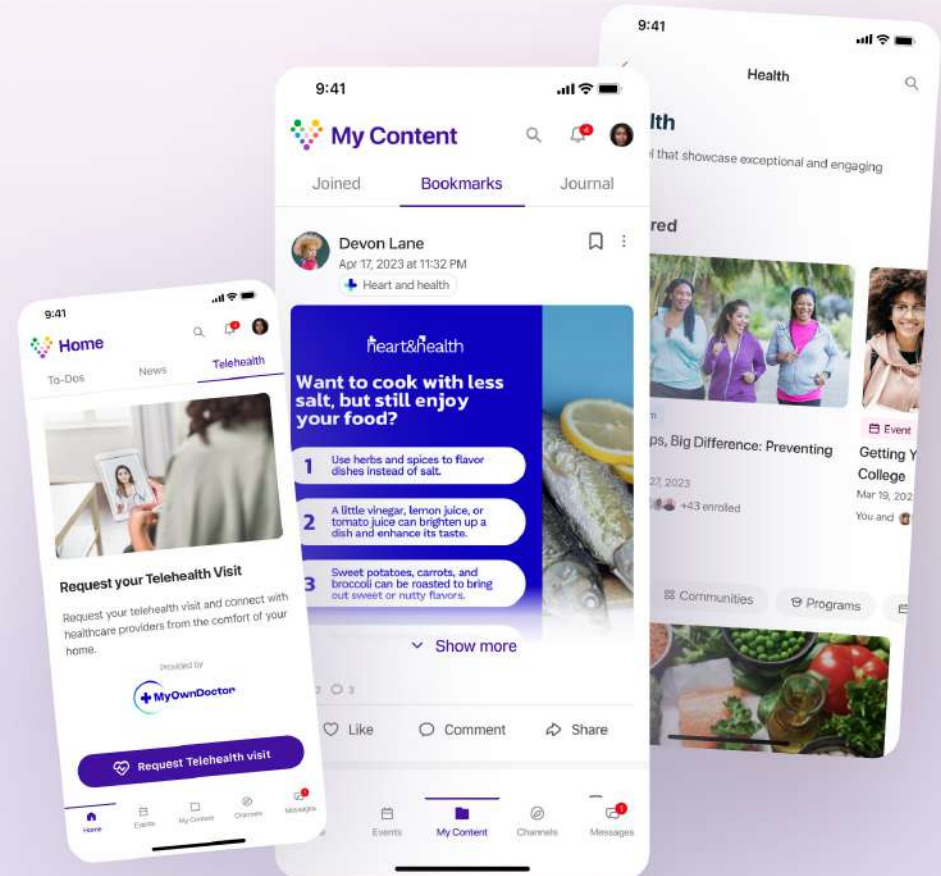 9:41
Home
To-Dos
News
Telehealth
Request your Telehealth Visit
Request your telehealth visit and connect with
healthcare providers from the comfort of your
home.
Provided by
MyOwnDoctor
Request Telehealth visit
Home
Events
My Content
Channels
Messages
9:41
My Content
4
Joined
Bookmarks
Journal
Devon Lane
Apr 17, 2023 at 11:32 PM
Heart and health
heart&health
Want to cook with less
salt, but still enjoy
your food?
1
Use herbs and spices to flavor
dishes instead of salt.
2
A little vinegar, lemon juice, or
tomato juice can brighten up a
dish and enhance its taste.
3
Sweet potatoes, carrots, and
broccoli can be roasted to bring
out sweet or nutty flavors.
Show more
2
3
Like
Comment
Share
Events
My Content
Channels
Messages
1
9:41
Health
lth
l that showcase exceptional and engaging
red
ps, Big Difference: Preventing
27, 2023
+43 enrolled
Event
Getting Y
College
Mar 19, 202
You and
Communities
Programs